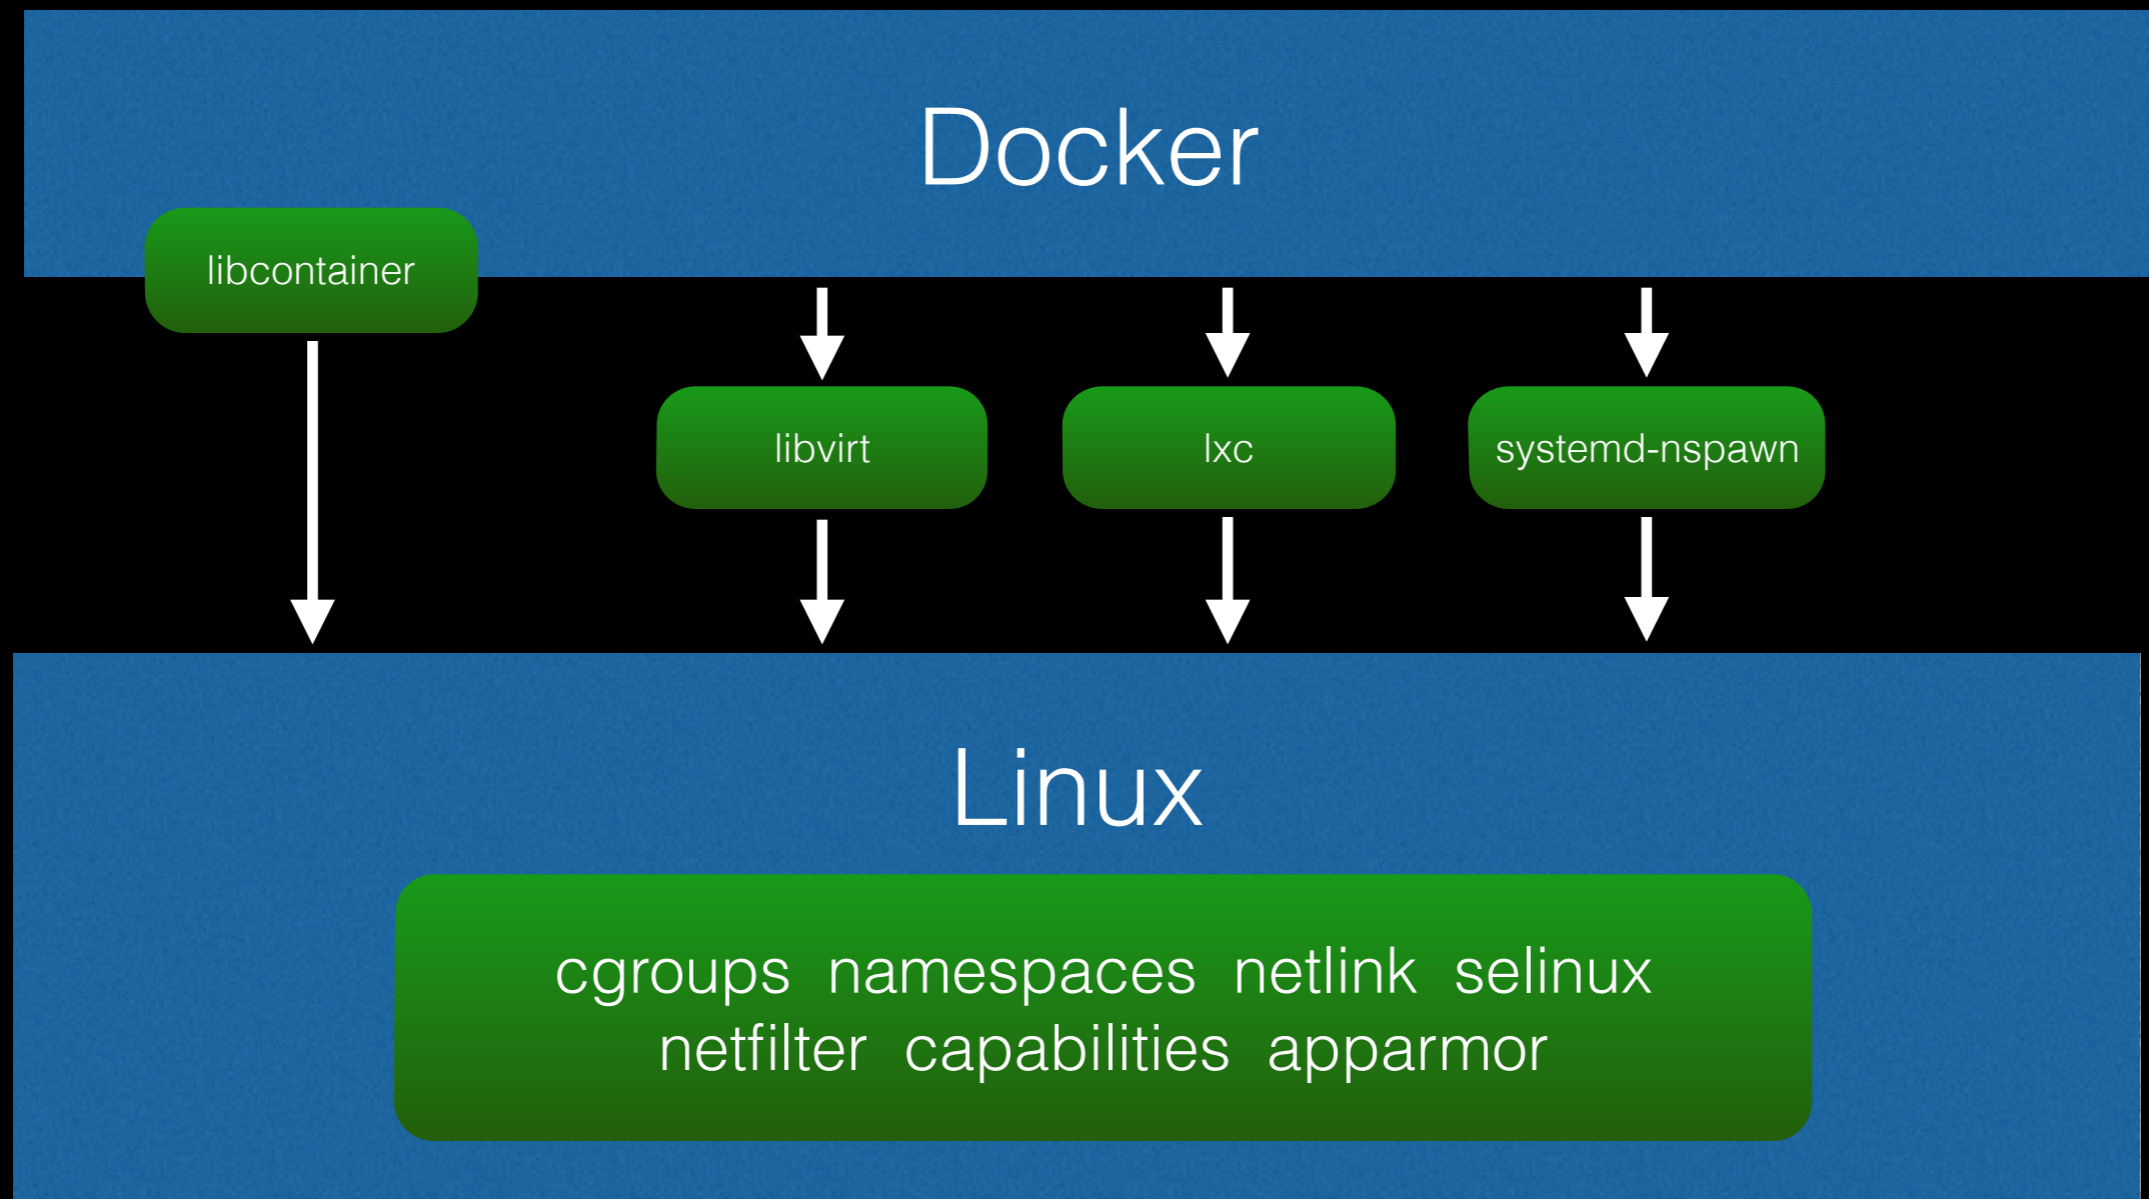 Docker
libcontainer
libvirt
lxc
systemd-nspawn
Linux
cgroups namespaces netlink selinux
netfilter capabilities apparmor